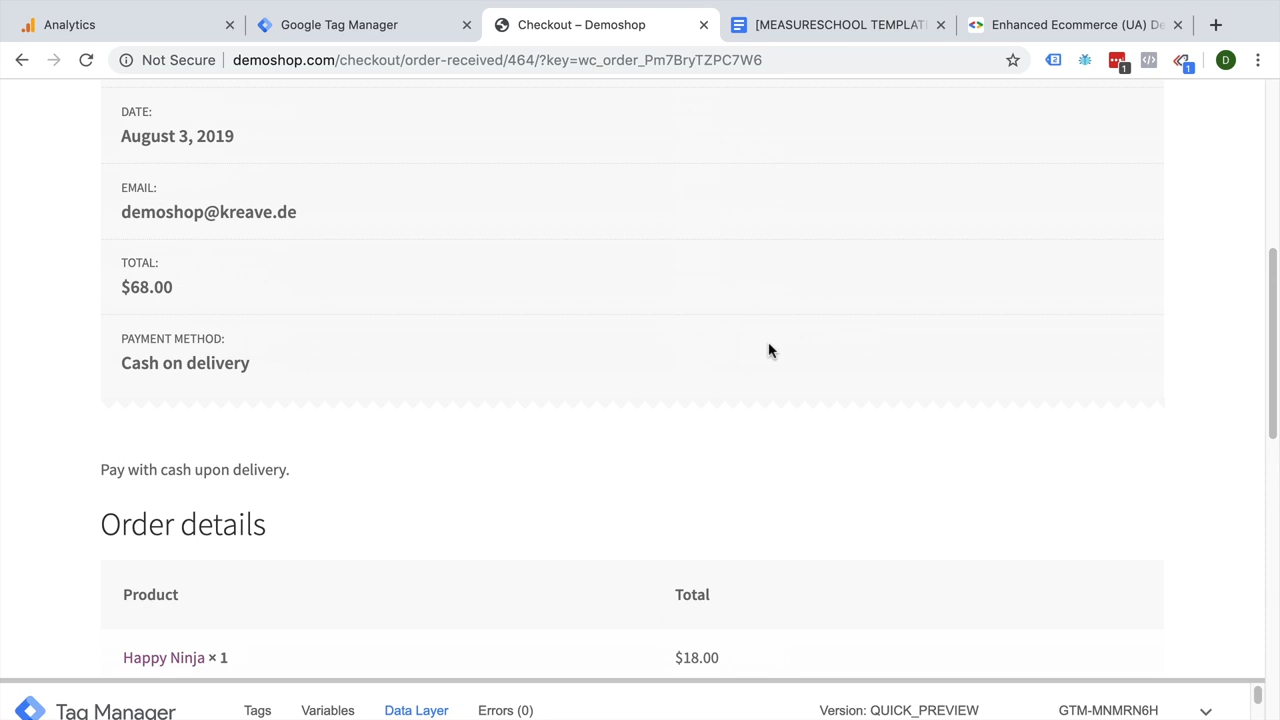 Analytics
Google Tag Manager
Checkout – Demoshop
[MEASURESCHOOL TEMPLAT
Enhanced Ecommerce (UA) De
Not Secure
demoshop.com/checkout/order-received/464/?key=wc_order_Pm7BryTZPC7W6
2
1
1
D
DATE:
August 3, 2019
EMAIL:
demoshop@kreave.de
TOTAL:
$68.00
PAYMENT METHOD:
Cash on delivery
Pay with cash upon delivery.
Order details
Product Total
Happy Ninja × 1 $18.00
Tag Manager Tags Variables Data Layer Errors (0) Version: QUICK_PREVIEW GTM-MNMRN6H